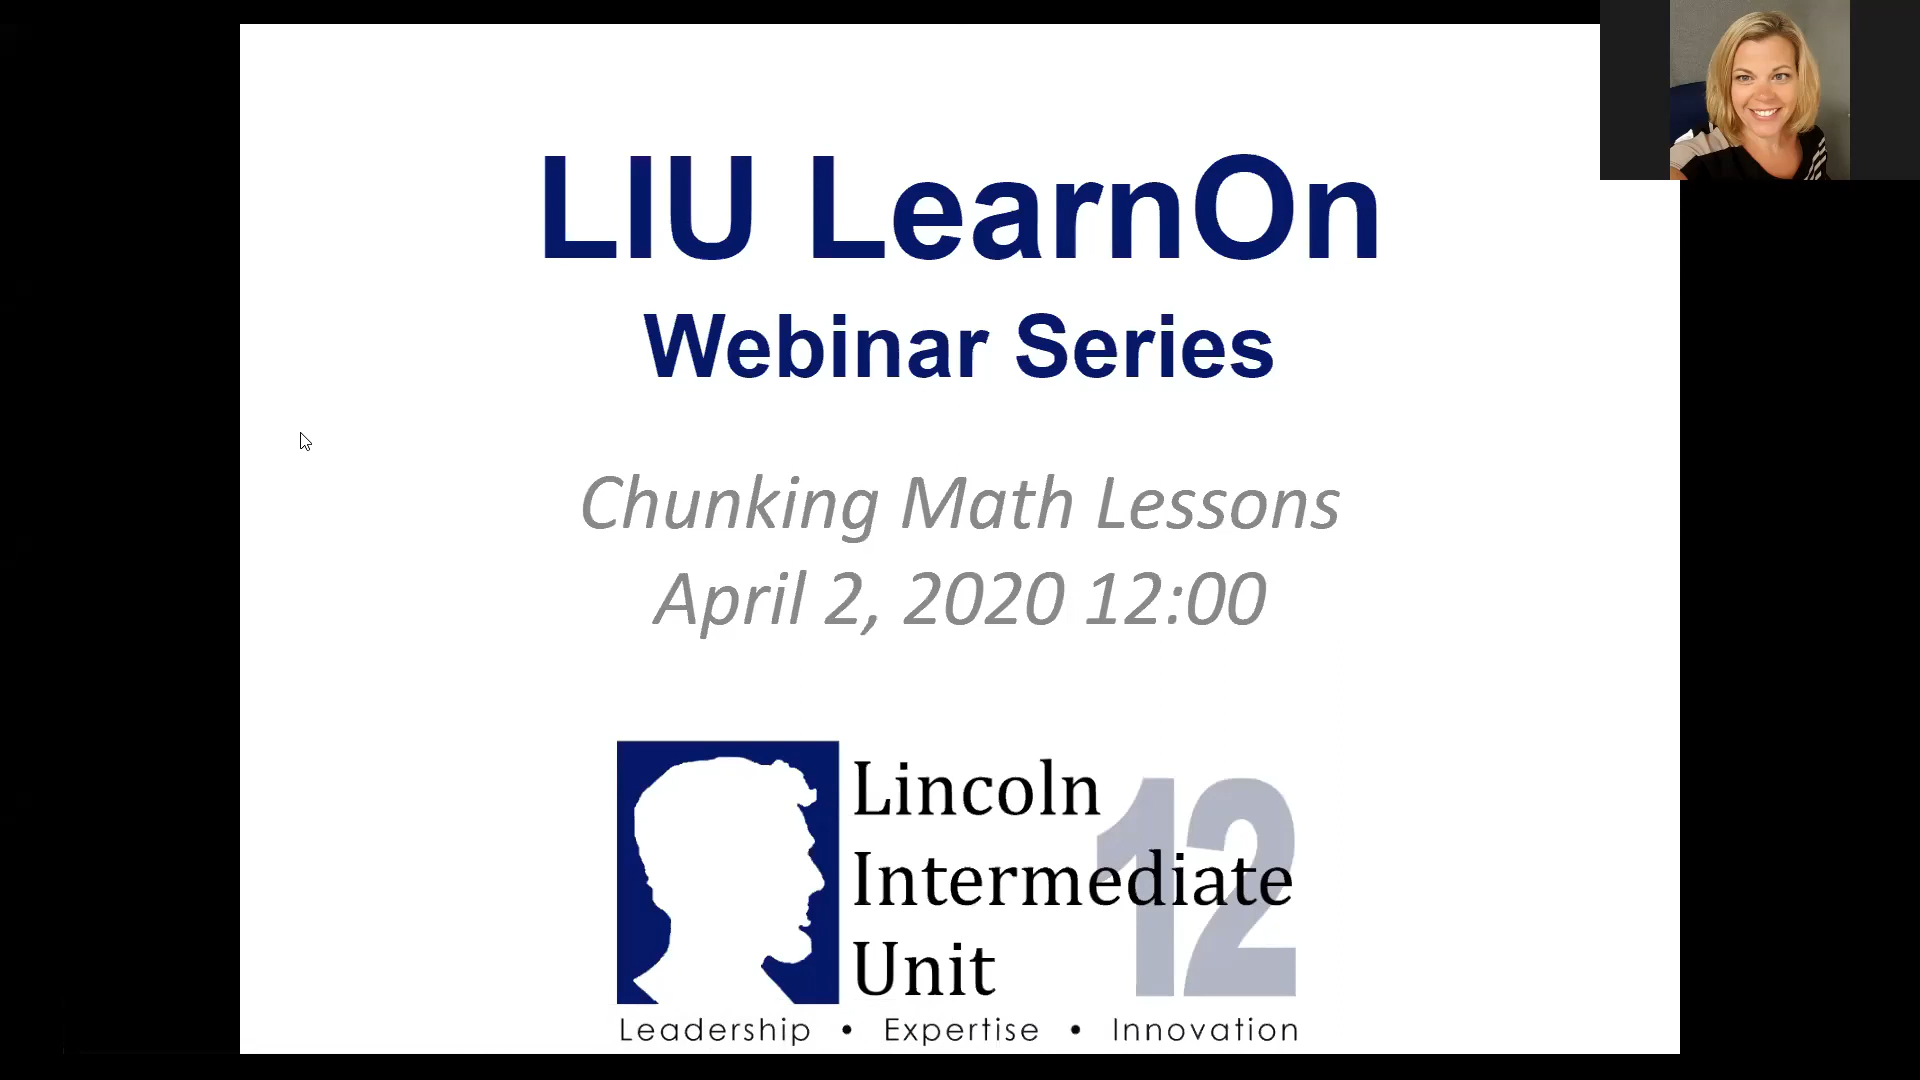 LIU LearnOn
Webinar Series
Chunking Math Lessons
April 2, 2020 12:00
Lincoln
Intermediate
Unit
12
Leadership • Expertise • Innovation